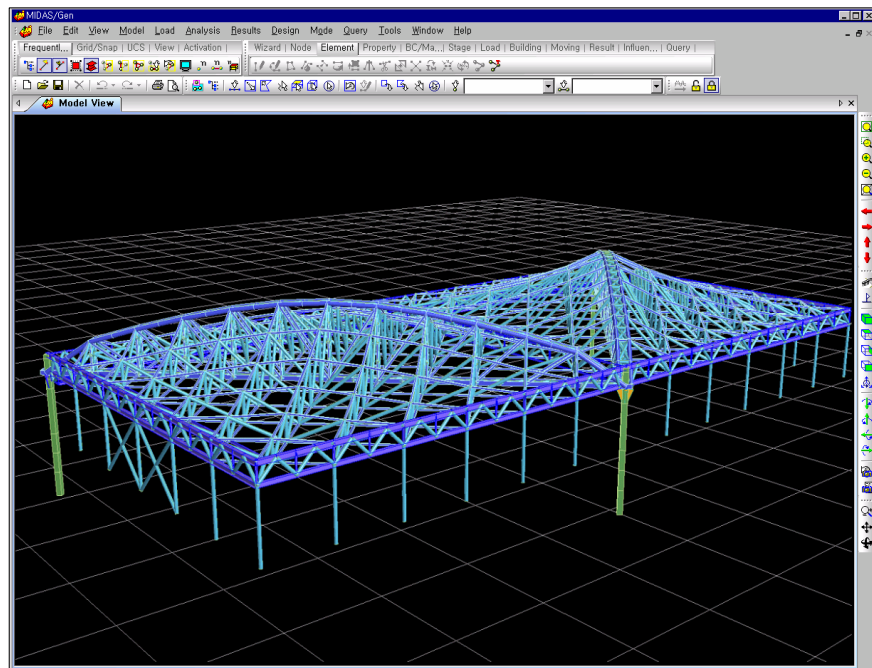 MIDAS/Gen
File Edit View Model Load Analysis Results Design Mode Query Tools Window Help
Frequentl... Grid/Snap | UCS | View | Activation | Wizard | Node Element Property | BC/Ma... | Stage | Load | Building | Moving | Result | Influen... | Query |
Model View